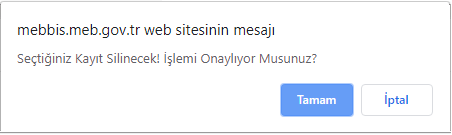 mebbis.meb.gov.tr web sitesinin mesajı
Seçtiğiniz Kayıt Silinecek! İşlemi Onaylıyor Musunuz?
Tamam
İptal